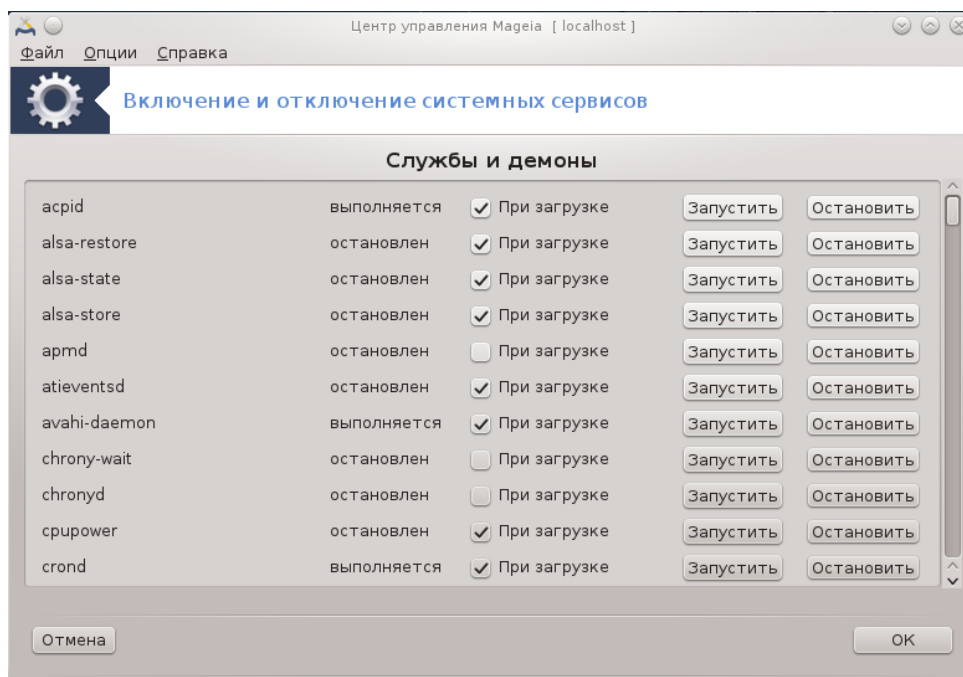 Центр управления Mageia [ localhost ]
Файл Опции Справка
Включение и отключение системных сервисов
Службы и демоны
acpid выполняется При загрузке Запустить Остановить
alsa-restore остановлен При загрузке Запустить Остановить
alsa-state остановлен При загрузке Запустить Остановить
alsa-store остановлен При загрузке Запустить Остановить
apmd остановлен При загрузке Запустить Остановить
atieventsd остановлен При загрузке Запустить Остановить
avahi-daemon выполняется При загрузке Запустить Остановить
chrony-wait остановлен При загрузке Запустить Остановить
chronyd остановлен При загрузке Запустить Остановить
cpupower остановлен При загрузке Запустить Остановить
crond выполняется При загрузке Запустить Остановить
Отмена OK